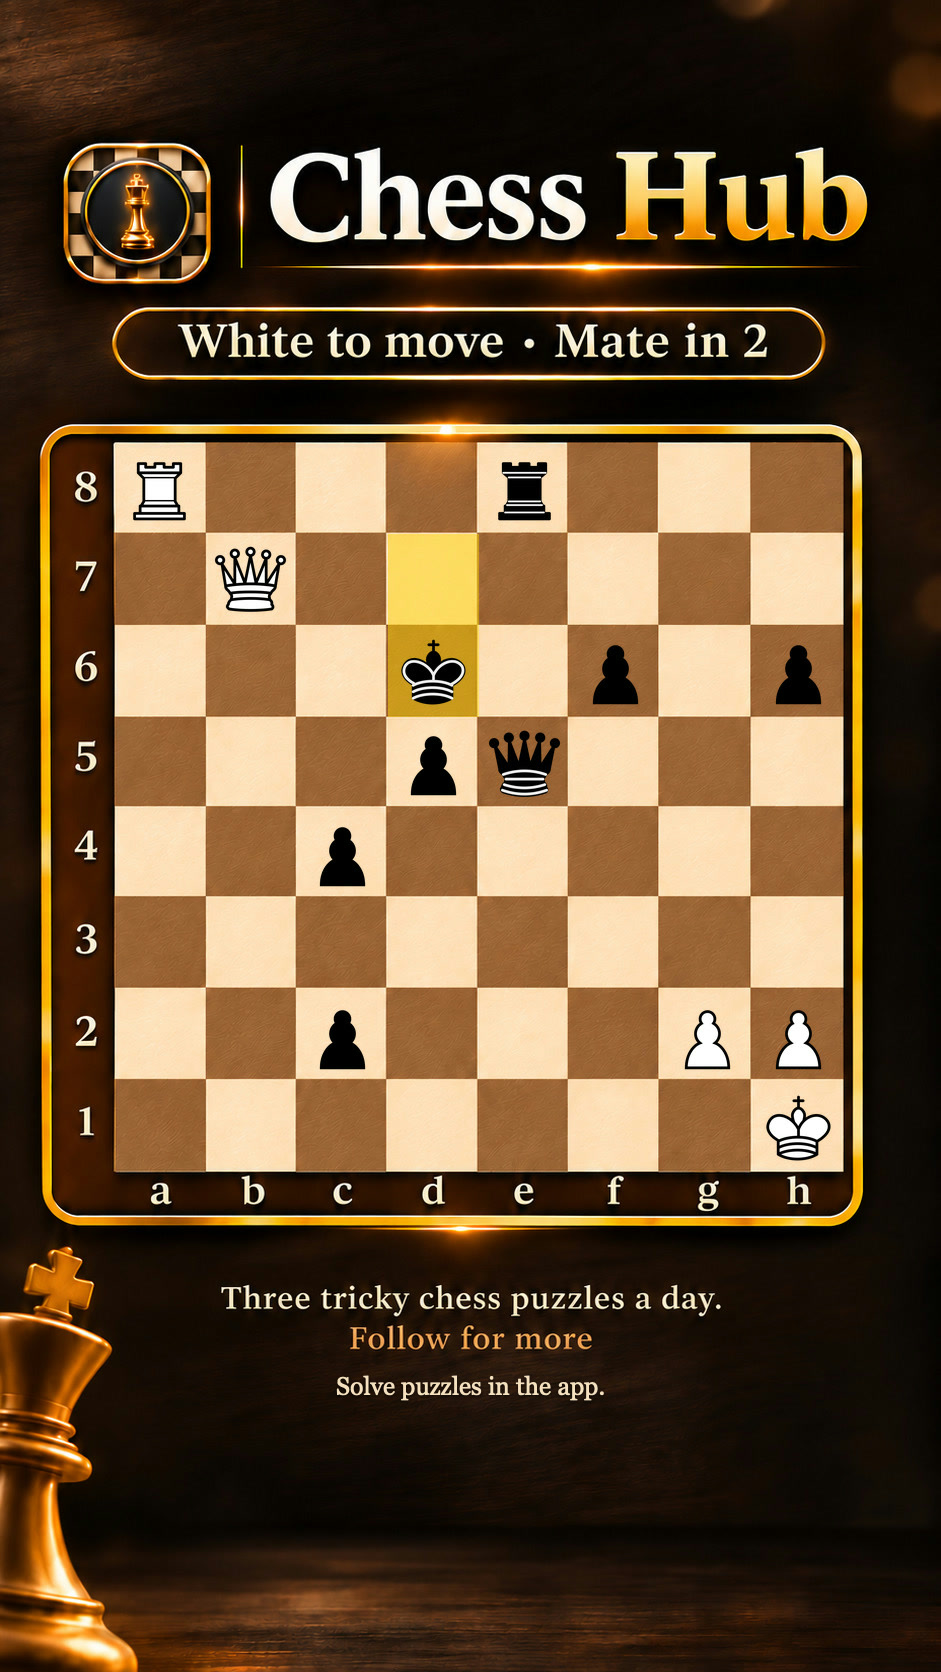 Chess Hub
White to move · Mate in 2
8
7
6
5
4
3
2
1
a b c d e f g h
Three tricky chess puzzles a day.
Follow for more
Solve puzzles in the app.